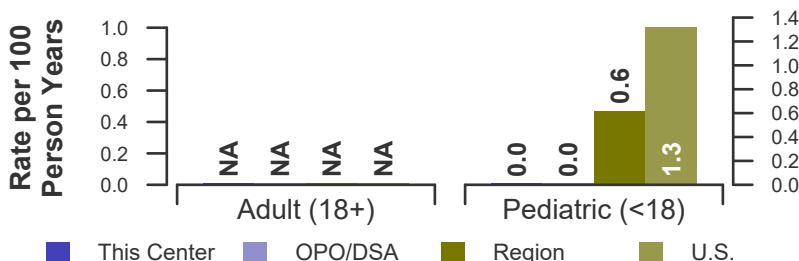 Rate per 100
Person Years
1.0
0.8
0.6
0.4
0.2
0.0
NA
NA
NA
NA
0.0
0.0
0.6
1.3
1.4
1.2
1.0
0.8
0.6
0.4
0.2
0.0
Adult (18+)
Pediatric (<18)
This Center
OPO/DSA
Region
U.S.